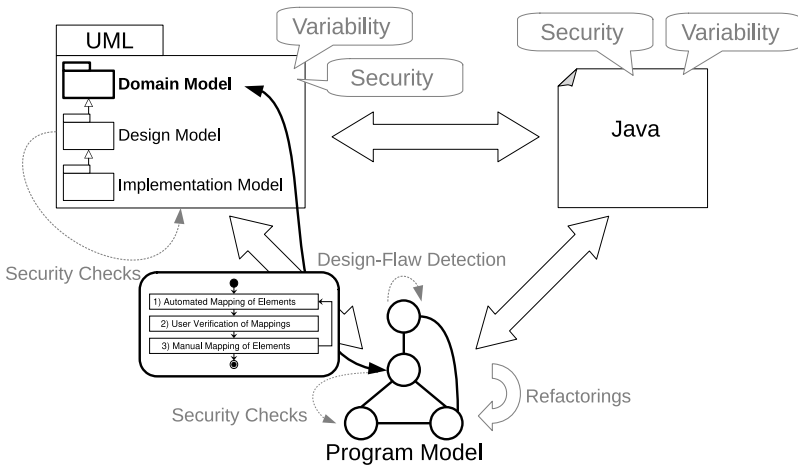 UML
Variability
Security
Domain Model
Design Model
Implementation Model
Security
Variability
Java
Security Checks
Design-Flaw Detection
1) Automated Mapping of Elements
2) User Verification of Mappings
3) Manual Mapping of Elements
Security Checks
Refactorings
Program Model